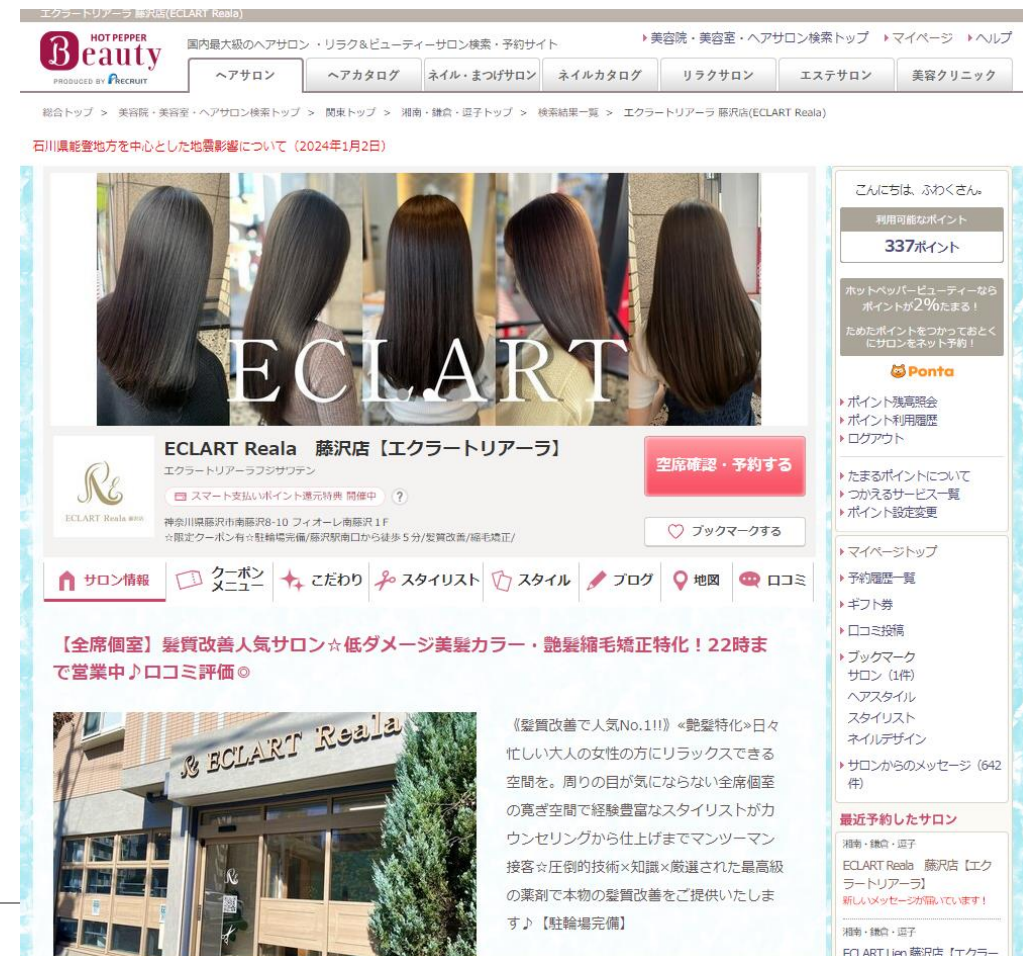 エクラートリアーラ 藤沢店(ECLART Reala)
HOT PEPPER
Beauty
PRODUCED BY RECRUIT
国内最大級のヘアサロン・リラク&ビューティーサロン検索・予約サイト
美容院・美容室・ヘアサロン検索トップ マイページ ヘルプ
ヘアサロン ヘアカタログ ネイル・まつげサロン ネイルカタログ リラクサロン エステサロン 美容クリニック
総合トップ > 美容院・美容室・ヘアサロン検索トップ > 関東トップ > 湘南・鎌倉・逗子トップ > 検索結果一覧 > エクラートリアーラ 藤沢店(ECLART Reala)
石川県能登地方を中心とした地震影響について(2024年1月2日)
ECLART
ECLART Reala 藤沢店【エクラートリアーラ】
エクラートリアーラフジサワテン
スマート支払いポイント還元特典 開催中 ?
ECLART Reala
神奈川県藤沢市南藤沢8-10 フィオーレ南藤沢1F
☆限定クーポン有☆駐輪場完備/藤沢駅南口から徒歩5分/髪質改善/縮毛矯正/
空席確認・予約する
ブックマークする
サロン情報 クーポンメニュー こだわり スタイリスト スタイル ブログ 地図 口コミ
【全席個室】髪質改善人気サロン☆低ダメージ美髪カラー・艶髪縮毛矯正特化!22時ま
で営業中♪口コミ評価◎
ECLART Reala
《髪質改善で人気No.1!!》«艶髪特化»日々
忙しい大人の女性の方にリラックスできる
空間を。周りの目が気にならない全席個室
の寛ぎ空間で経験豊富なスタイリストがカ
ウンセリングから仕上げまでマンツーマン
接客☆圧倒的技術×知識×厳選された最高級
の薬剤で本物の髪質改善をご提供いたしま
す♪【駐輪場完備】
こんにちは、ふわくさん。
利用可能なポイント
337ポイント
ホットペッパービューティーなら
ポイントが2%たまる!
ためたポイントをつかっておとく
にサロンをネット予約!
Ponta
ポイント残高照会
ポイント利用履歴
ログアウト
たまるポイントについて
つかえるサービス一覧
ポイント設定変更
マイページトップ
予約履歴一覧
ギフト券
口コミ投稿
ブックマーク
サロン(1件)
ヘアスタイル
スタイリスト
ネイルデザイン
サロンからのメッセージ(642
件)
最近予約したサロン
湘南・鎌倉・逗子
ECLART Reala 藤沢店【エク
ラートリアーラ】
新しいメッセージが届いています!
湘南・鎌倉・逗子
ECLART Lien 藤沢店【エクラー